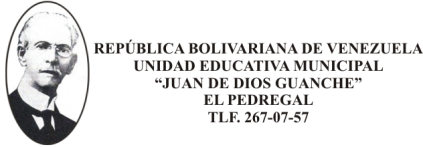 REPÚBLICA BOLIVARIANA DE VENEZUELA
UNIDAD EDUCATIVA MUNICIPAL
“JUAN DE DIOS GUANCHE”
EL PEDREGAL
TLF. 267-07-57